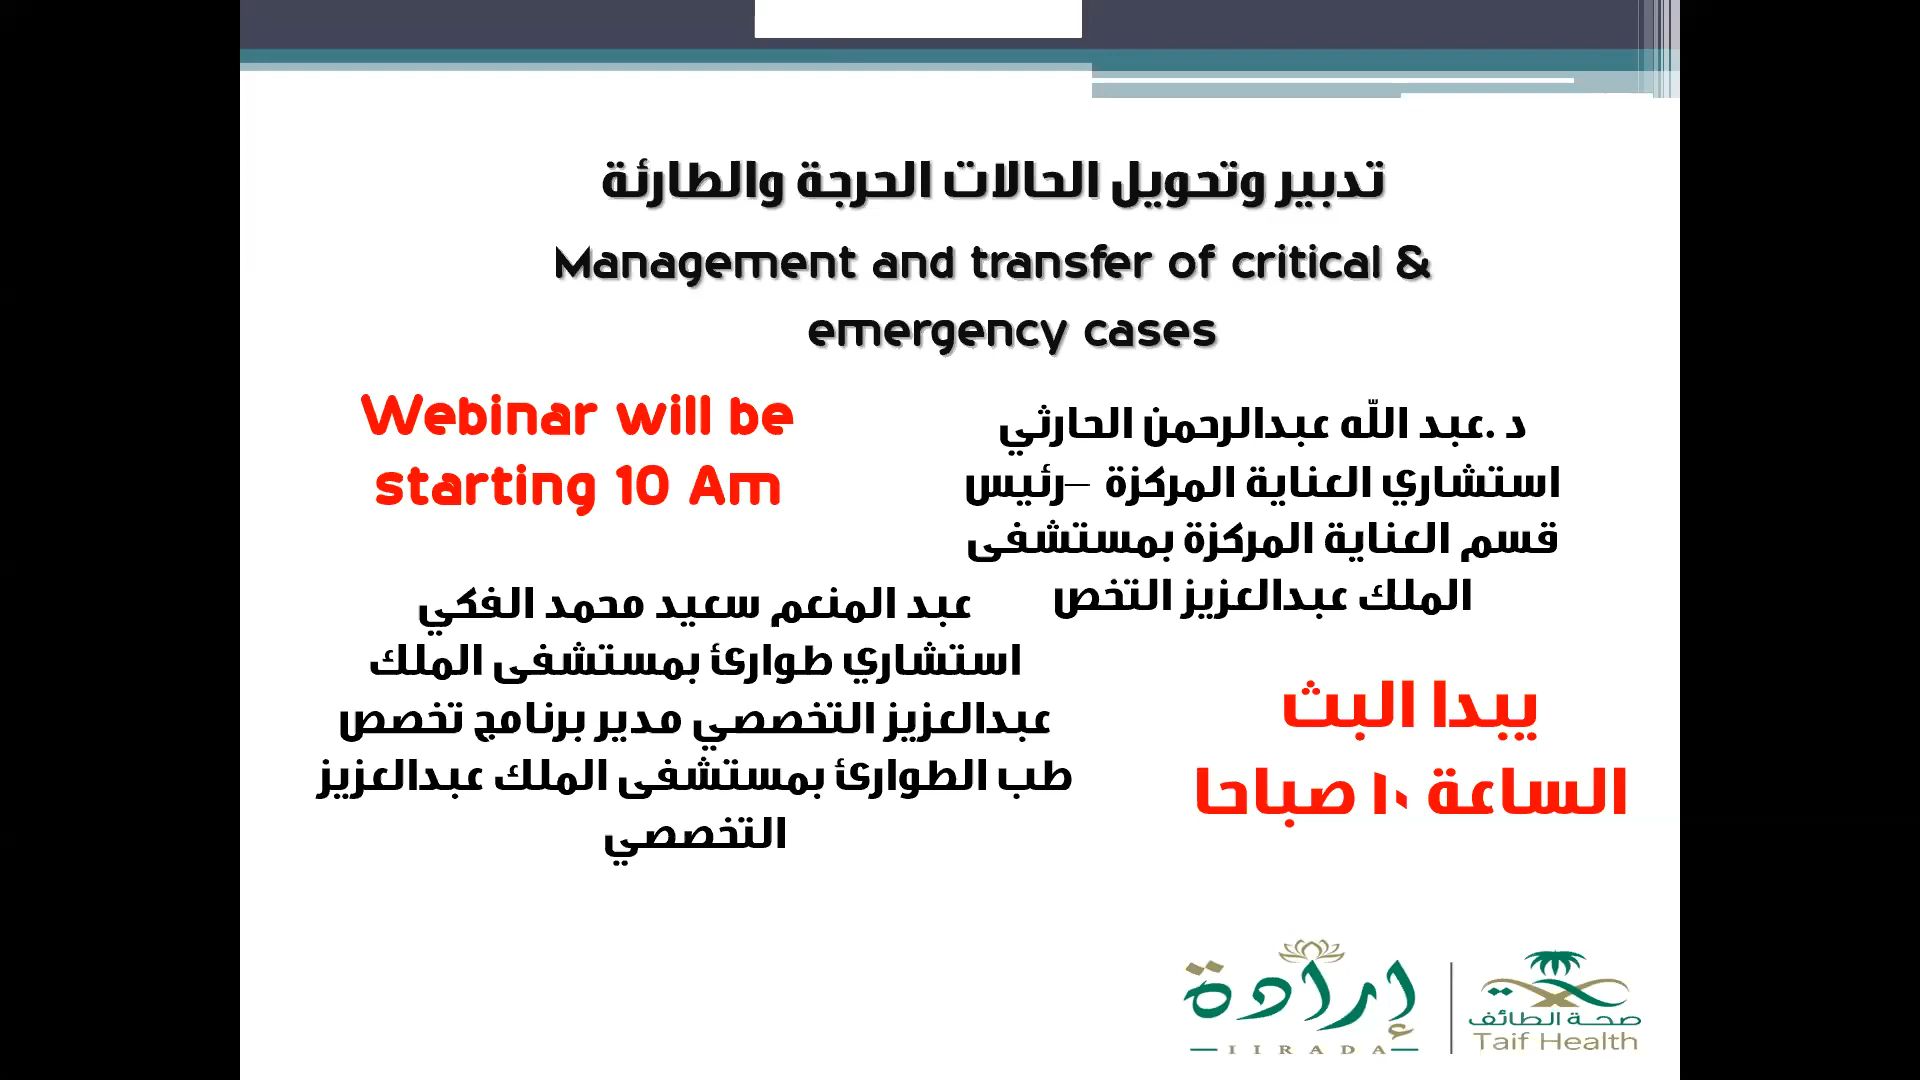 تدبير وتحويل الحالات الحرجة والطارئة
Management and transfer of critical &
emergency cases
Webinar will be
starting 10 Am
د .عبد الله عبدالرحمن الحارثي
استشاري العناية المركزة –رئيس
قسم العناية المركزة بمستشفى
الملك عبدالعزيز التخص
عبد المنعم سعيد محمد الفكي
استشاري طوارئ بمستشفى الملك
عبدالعزيز التخصصي مدير برنامج تخصص
طب الطوارئ بمستشفى الملك عبدالعزيز
التخصصي
يبدا البث
الساعة ١٠ صباحا
إرادة
IIRADA
صحة الطائف
Taif Health